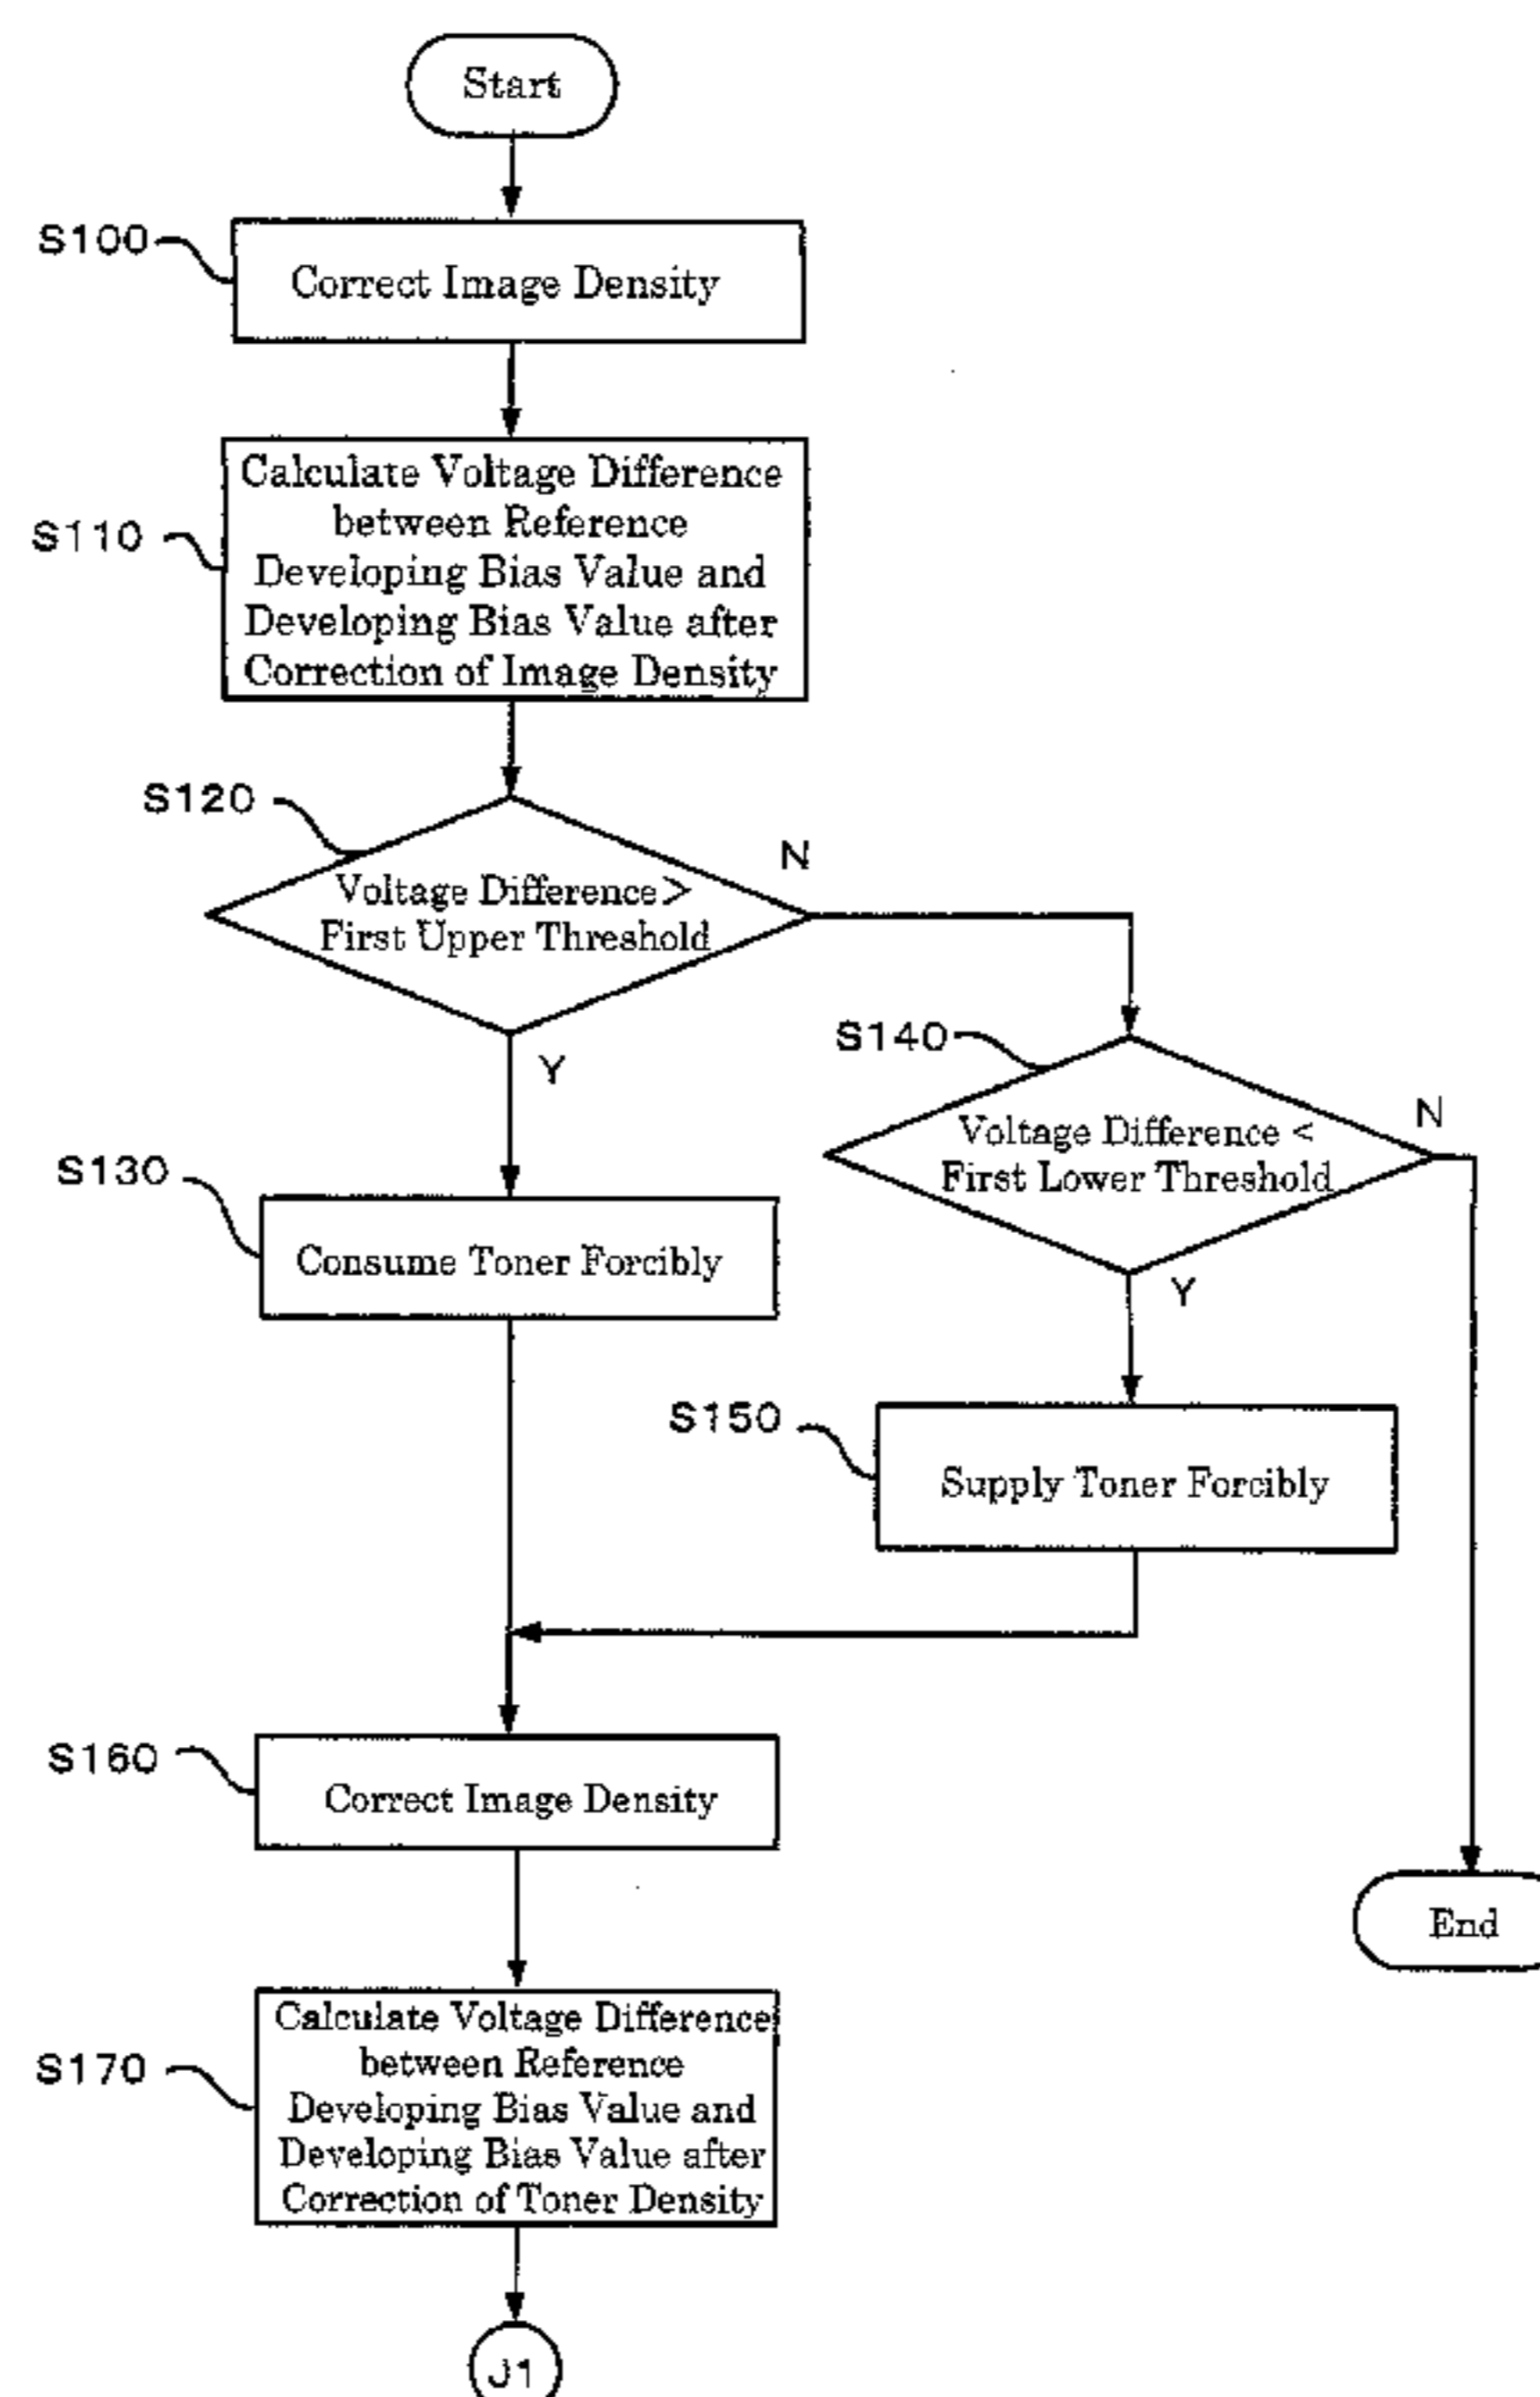 Start
S100
Correct Image Density
S110
Calculate Voltage Difference
between Reference
Developing Bias Value and
Developing Bias Value after
Correction of Image Density
S120
Voltage Difference >
First Upper Threshold
N
Y
S140
Voltage Difference <
First Lower Threshold
N
Y
S130
Consume Toner Forcibly
S150
Supply Toner Forcibly
S160
Correct Image Density
End
S170
Calculate Voltage Difference
between Reference
Developing Bias Value and
Developing Bias Value after
Correction of Toner Density
J1